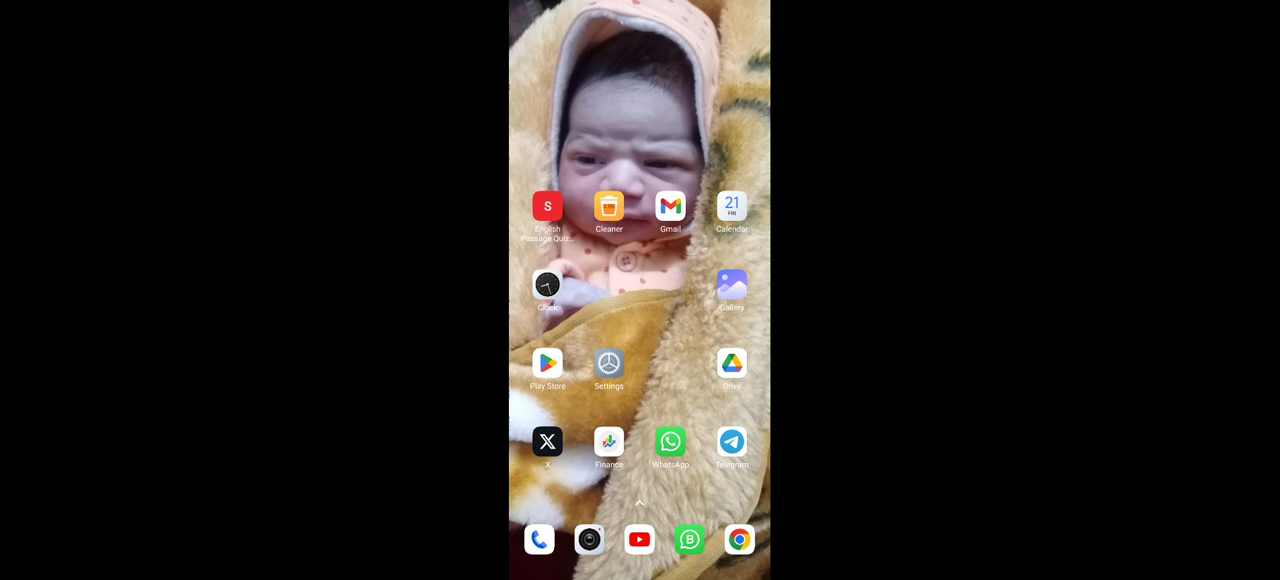 S
21
FRI
English
Passage Quiz...
Cleaner
Gmail
Calendar
Clock
Gallery
Play Store
Settings
Drive
X
Finance
WhatsApp
Telegram
B